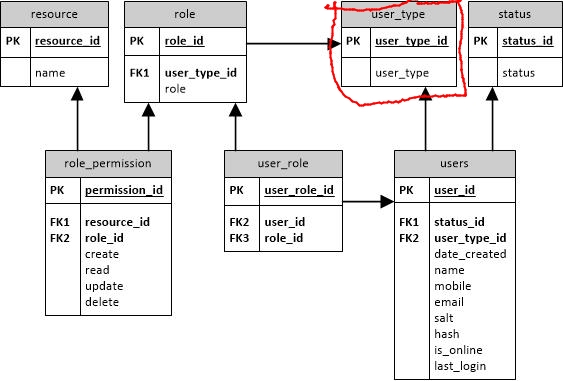 resource
PK resource_id
name
role
PK role_id
FK1 user_type_id
role
user_type
PK user_type_id
user_type
status
PK status_id
status
role_permission
PK permission_id
FK1 resource_id
FK2 role_id
create
read
update
delete
user_role
PK user_role_id
FK2 user_id
FK3 role_id
users
PK user_id
FK1 status_id
FK2 user_type_id
date_created
name
mobile
email
salt
hash
is_online
last_login